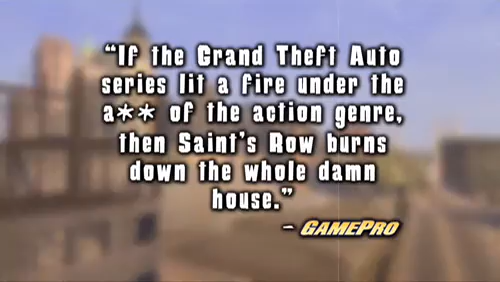 “If the Grand Theft Auto
series lit a fire under the
a** of the action genre,
then Saint's Row burns
down the whole damn
house.”
– GAMEPRO